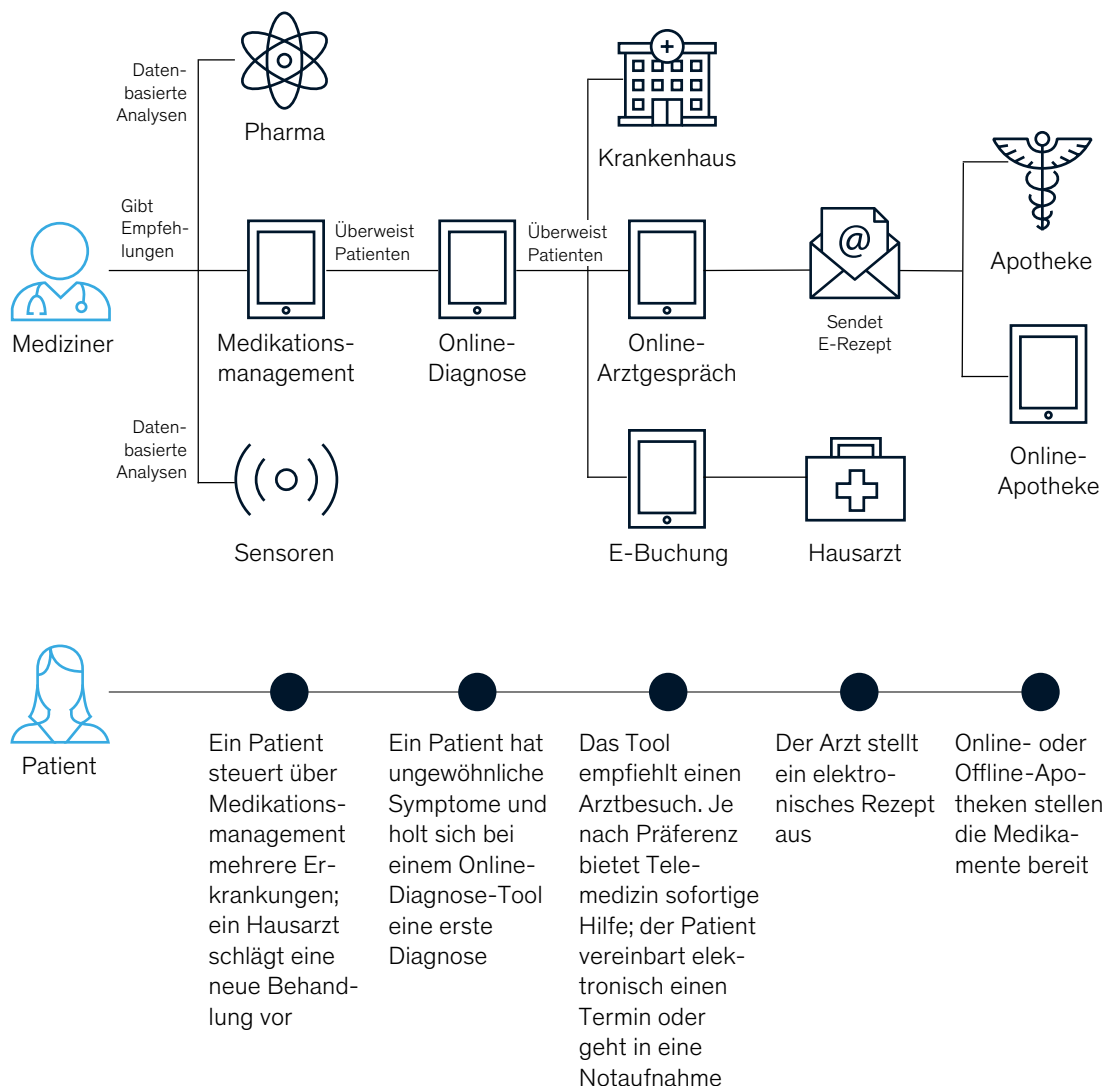 Daten-
basierte
Analysen
Pharma
Krankenhaus
Gibt
Empfeh-
lungen
Überweist
Patienten
Überweist
Patienten
@
Apotheke
Mediziner
Medikations-
management
Online-
Diagnose
Online-
Arztgespräch
Sendet
E-Rezept
Daten-
basierte
Analysen
Online-
Apotheke
Sensoren
E-Buchung
Hausarzt
Patient
Ein Patient
steuert über
Medikations-
management
mehrere Er-
krankungen;
ein Hausarzt
schlägt eine
neue Behand-
lung vor
Ein Patient hat
ungewöhnliche
Symptome und
holt sich bei
einem Online-
Diagnose-Tool
eine erste
Diagnose
Das Tool
empfiehlt einen
Arztbesuch. Je
nach Präferenz
bietet Tele-
medizin sofortige
Hilfe; der Patient
vereinbart elek-
tronisch einen
Termin oder
geht in eine
Notaufnahme
Der Arzt stellt
ein elektro-
nisches Rezept
aus
Online- oder
Offline-Apo-
theken stellen
die Medika-
mente bereit